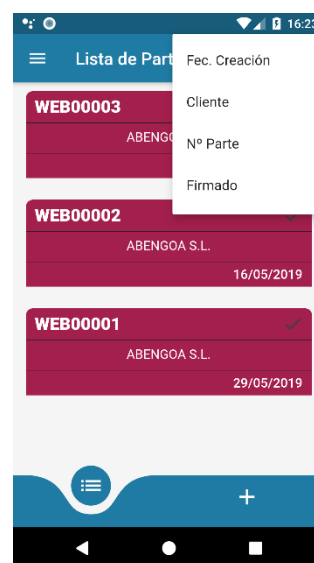 16:23
Lista de Part
Fec. Creación
Cliente
Nº Parte
Firmado
WEB00003
ABENGO
WEB00002
ABENGOA S.L.
16/05/2019
WEB00001
ABENGOA S.L.
29/05/2019